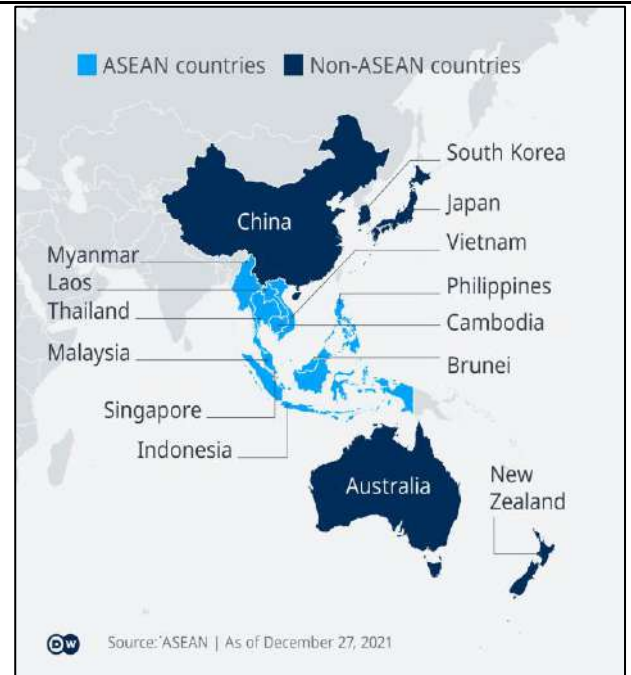 ASEAN countries Non-ASEAN countries
South Korea
Japan
China
Vietnam
Myanmar
Laos
Philippines
Thailand
Cambodia
Malaysia
Brunei
Singapore
Indonesia
Australia
New
Zealand
DW Source: ASEAN | As of December 27, 2021